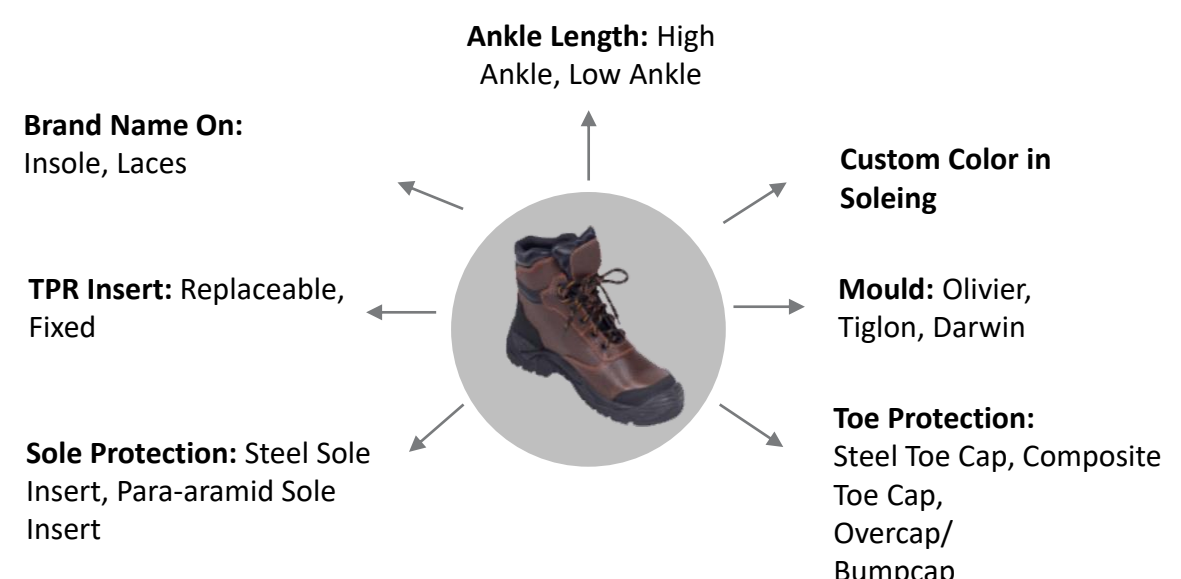 Ankle Length: High
Ankle, Low Ankle
Brand Name On:
Insole, Laces
Custom Color in
Soleing
TPR Insert: Replaceable,
Fixed
Mould: Olivier,
Tiglon, Darwin
Sole Protection: Steel Sole
Insert, Para-aramid Sole
Insert
Toe Protection:
Steel Toe Cap, Composite
Toe Cap,
Overcap/
Bumpcap